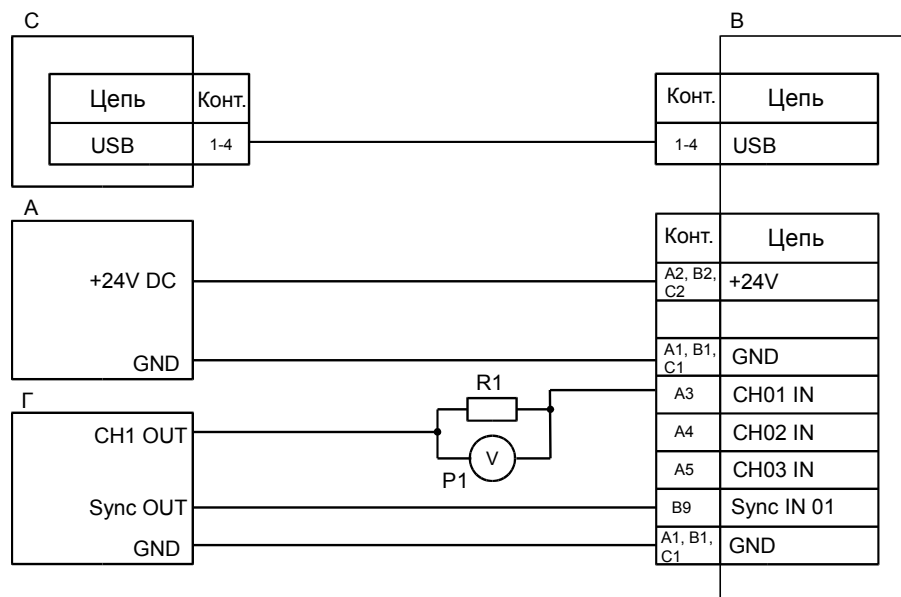 С
В
Цепь
Конт.
USB
1-4
Конт.
Цепь
1-4
USB
А
+24V DC
GND
Конт.
Цепь
A2, B2,
C2
+24V
A1, B1,
C1
GND
A3
CH01 IN
A4
CH02 IN
A5
CH03 IN
B9
Sync IN 01
A1, B1,
C1
GND
Г
CH1 OUT
Sync OUT
GND
R1
V
P1